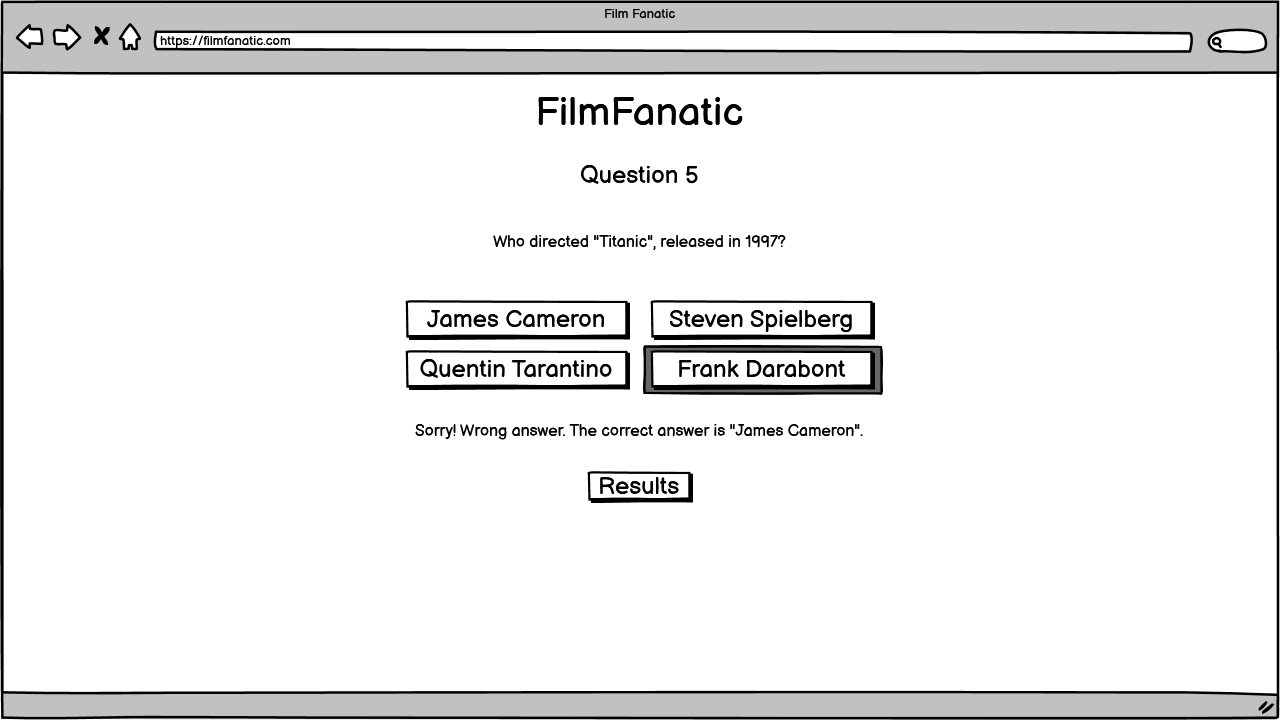 Film Fanatic
https://filmfanatic.com
FilmFanatic
Question 5
Who directed "Titanic", released in 1997?
James Cameron
Steven Spielberg
Quentin Tarantino
Frank Darabont
Sorry! Wrong answer. The correct answer is "James Cameron".
Results